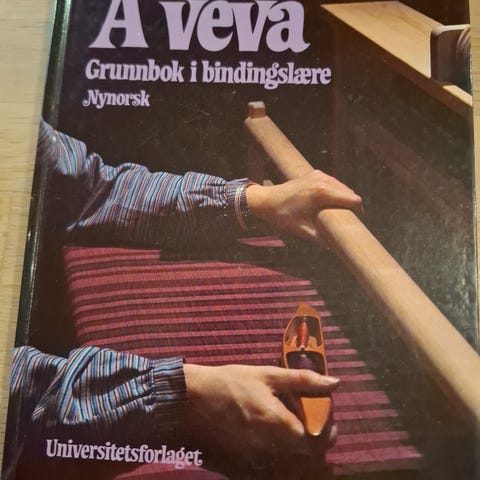 Å veva
Grunnbok i bindingslære
Nynorsk
Universitetsforlaget